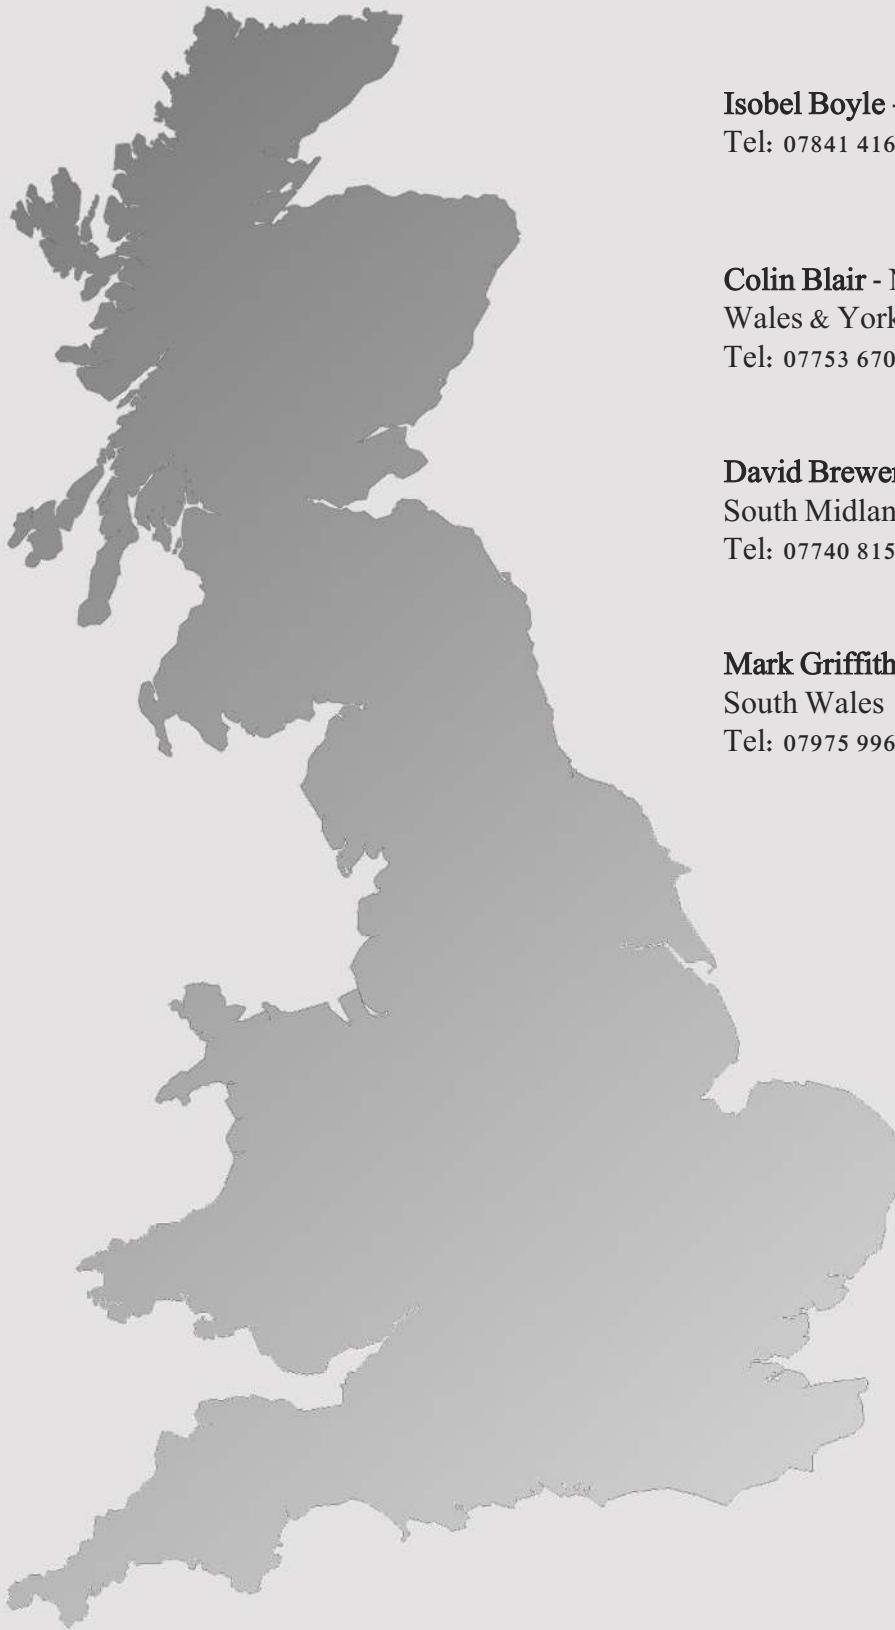 Isobel Boyle -
Tel: 07841 416
Colin Blair - N
Wales & York
Tel: 07753 670
David Brewer
South Midlan
Tel: 07740 815
Mark Griffith
South Wales
Tel: 07975 996